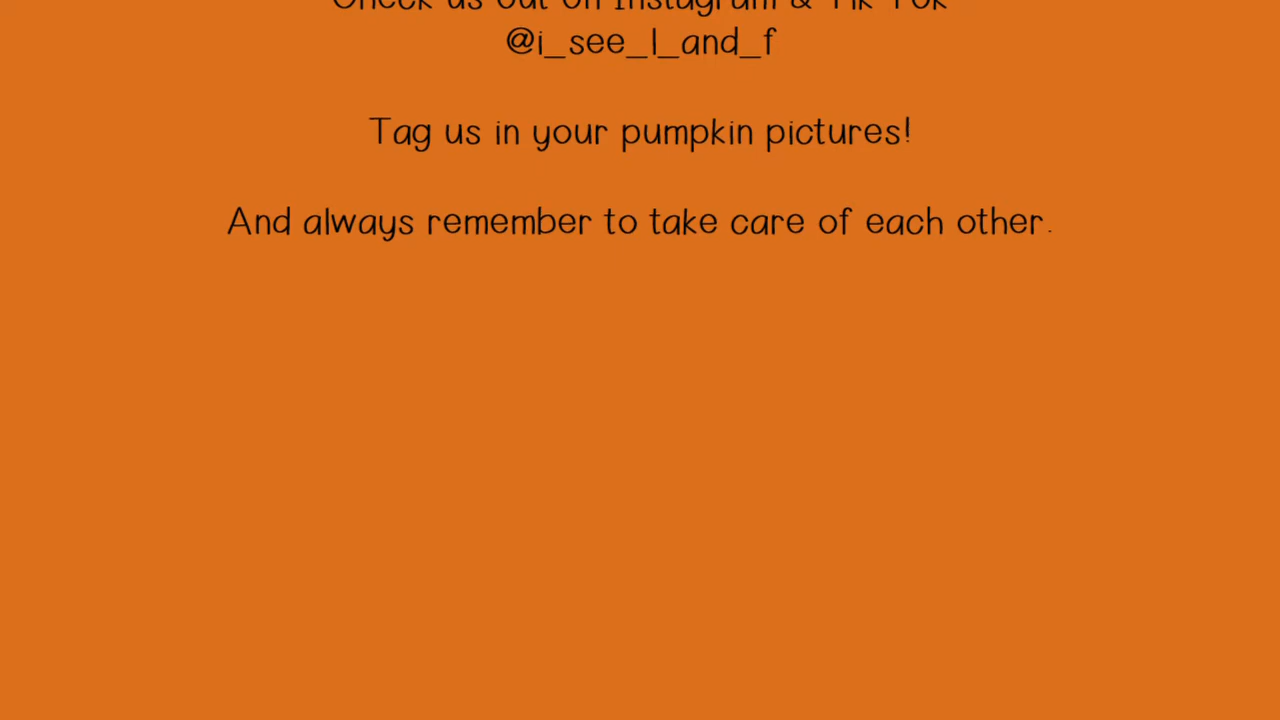 Check us out on Instagram & Tik Tok
@i_see_l_and_f
Tag us in your pumpkin pictures!
And always remember to take care of each other.